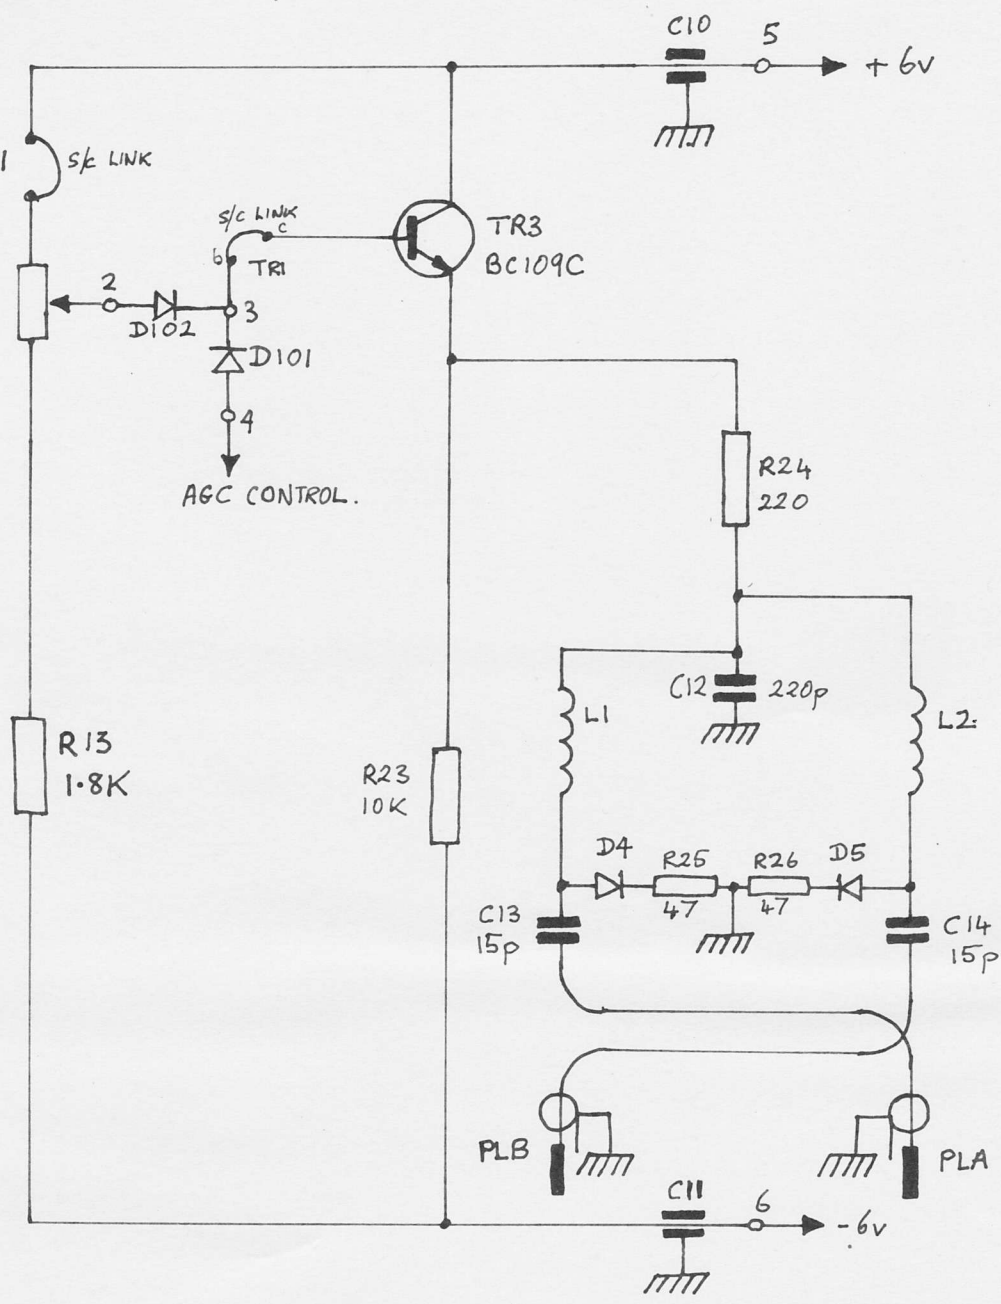 C10
5
+ 6v
1
S/C LINK
S/C LINK
c
b
TR1
TR3
BC109C
2
D102
3
D101
4
AGC CONTROL.
R24
220
C12
220p
L1
L2.
R13
1.8K
R23
10K
D4
R25
47
R26
47
D5
C13
15p
C14
15p
PLB
PLA
C11
6
-6v